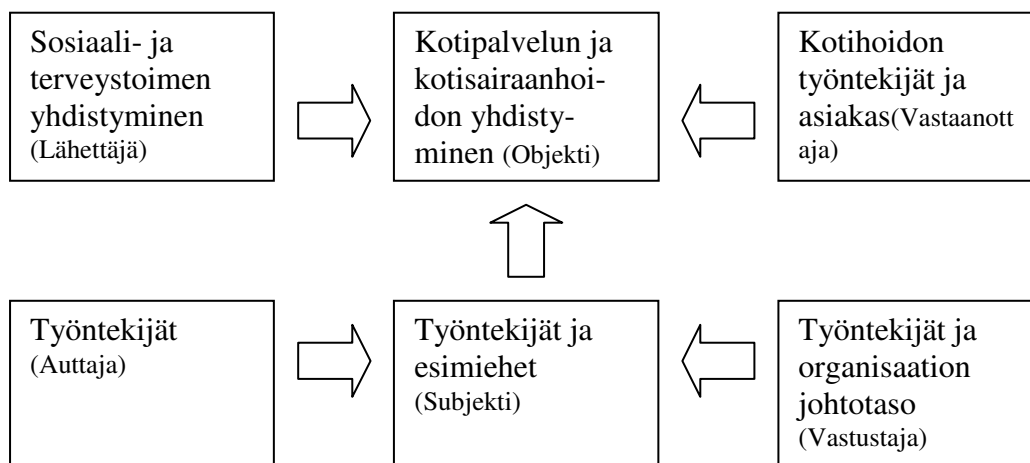 Sosiaali- ja
terveystoimen
yhdistyminen
(Lähettäjä)
Kotipalvelun ja
kotisairaanhoi-
don yhdisty-
minen (Objekti)
Kotihoidon
työntekijät ja
asiakas(Vastaanott
aja)
Työntekijät
(Auttaja)
Työntekijät ja
esimiehet
(Subjekti)
Työntekijät ja
organisaation
johtotaso
(Vastustaja)